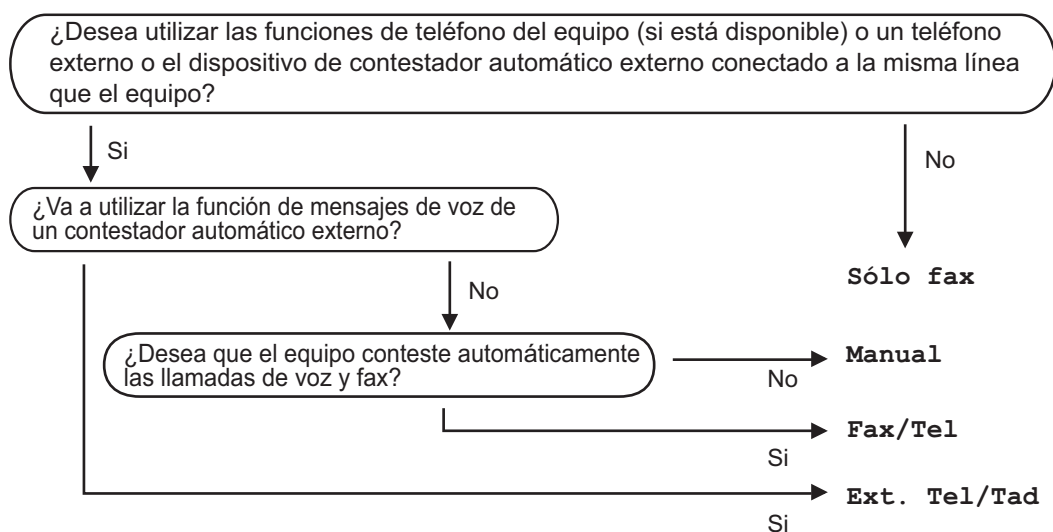 ¿Desea utilizar las funciones de teléfono del equipo (si está disponible) o un teléfono
externo o el dispositivo de contestador automático externo conectado a la misma línea
que el equipo?
Si
No
¿Va a utilizar la función de mensajes de voz de
un contestador automático externo?
Sólo fax
No
¿Desea que el equipo conteste automáticamente
las llamadas de voz y fax?
No
Manual
Si
Fax/Tel
Si
Ext. Tel/Tad